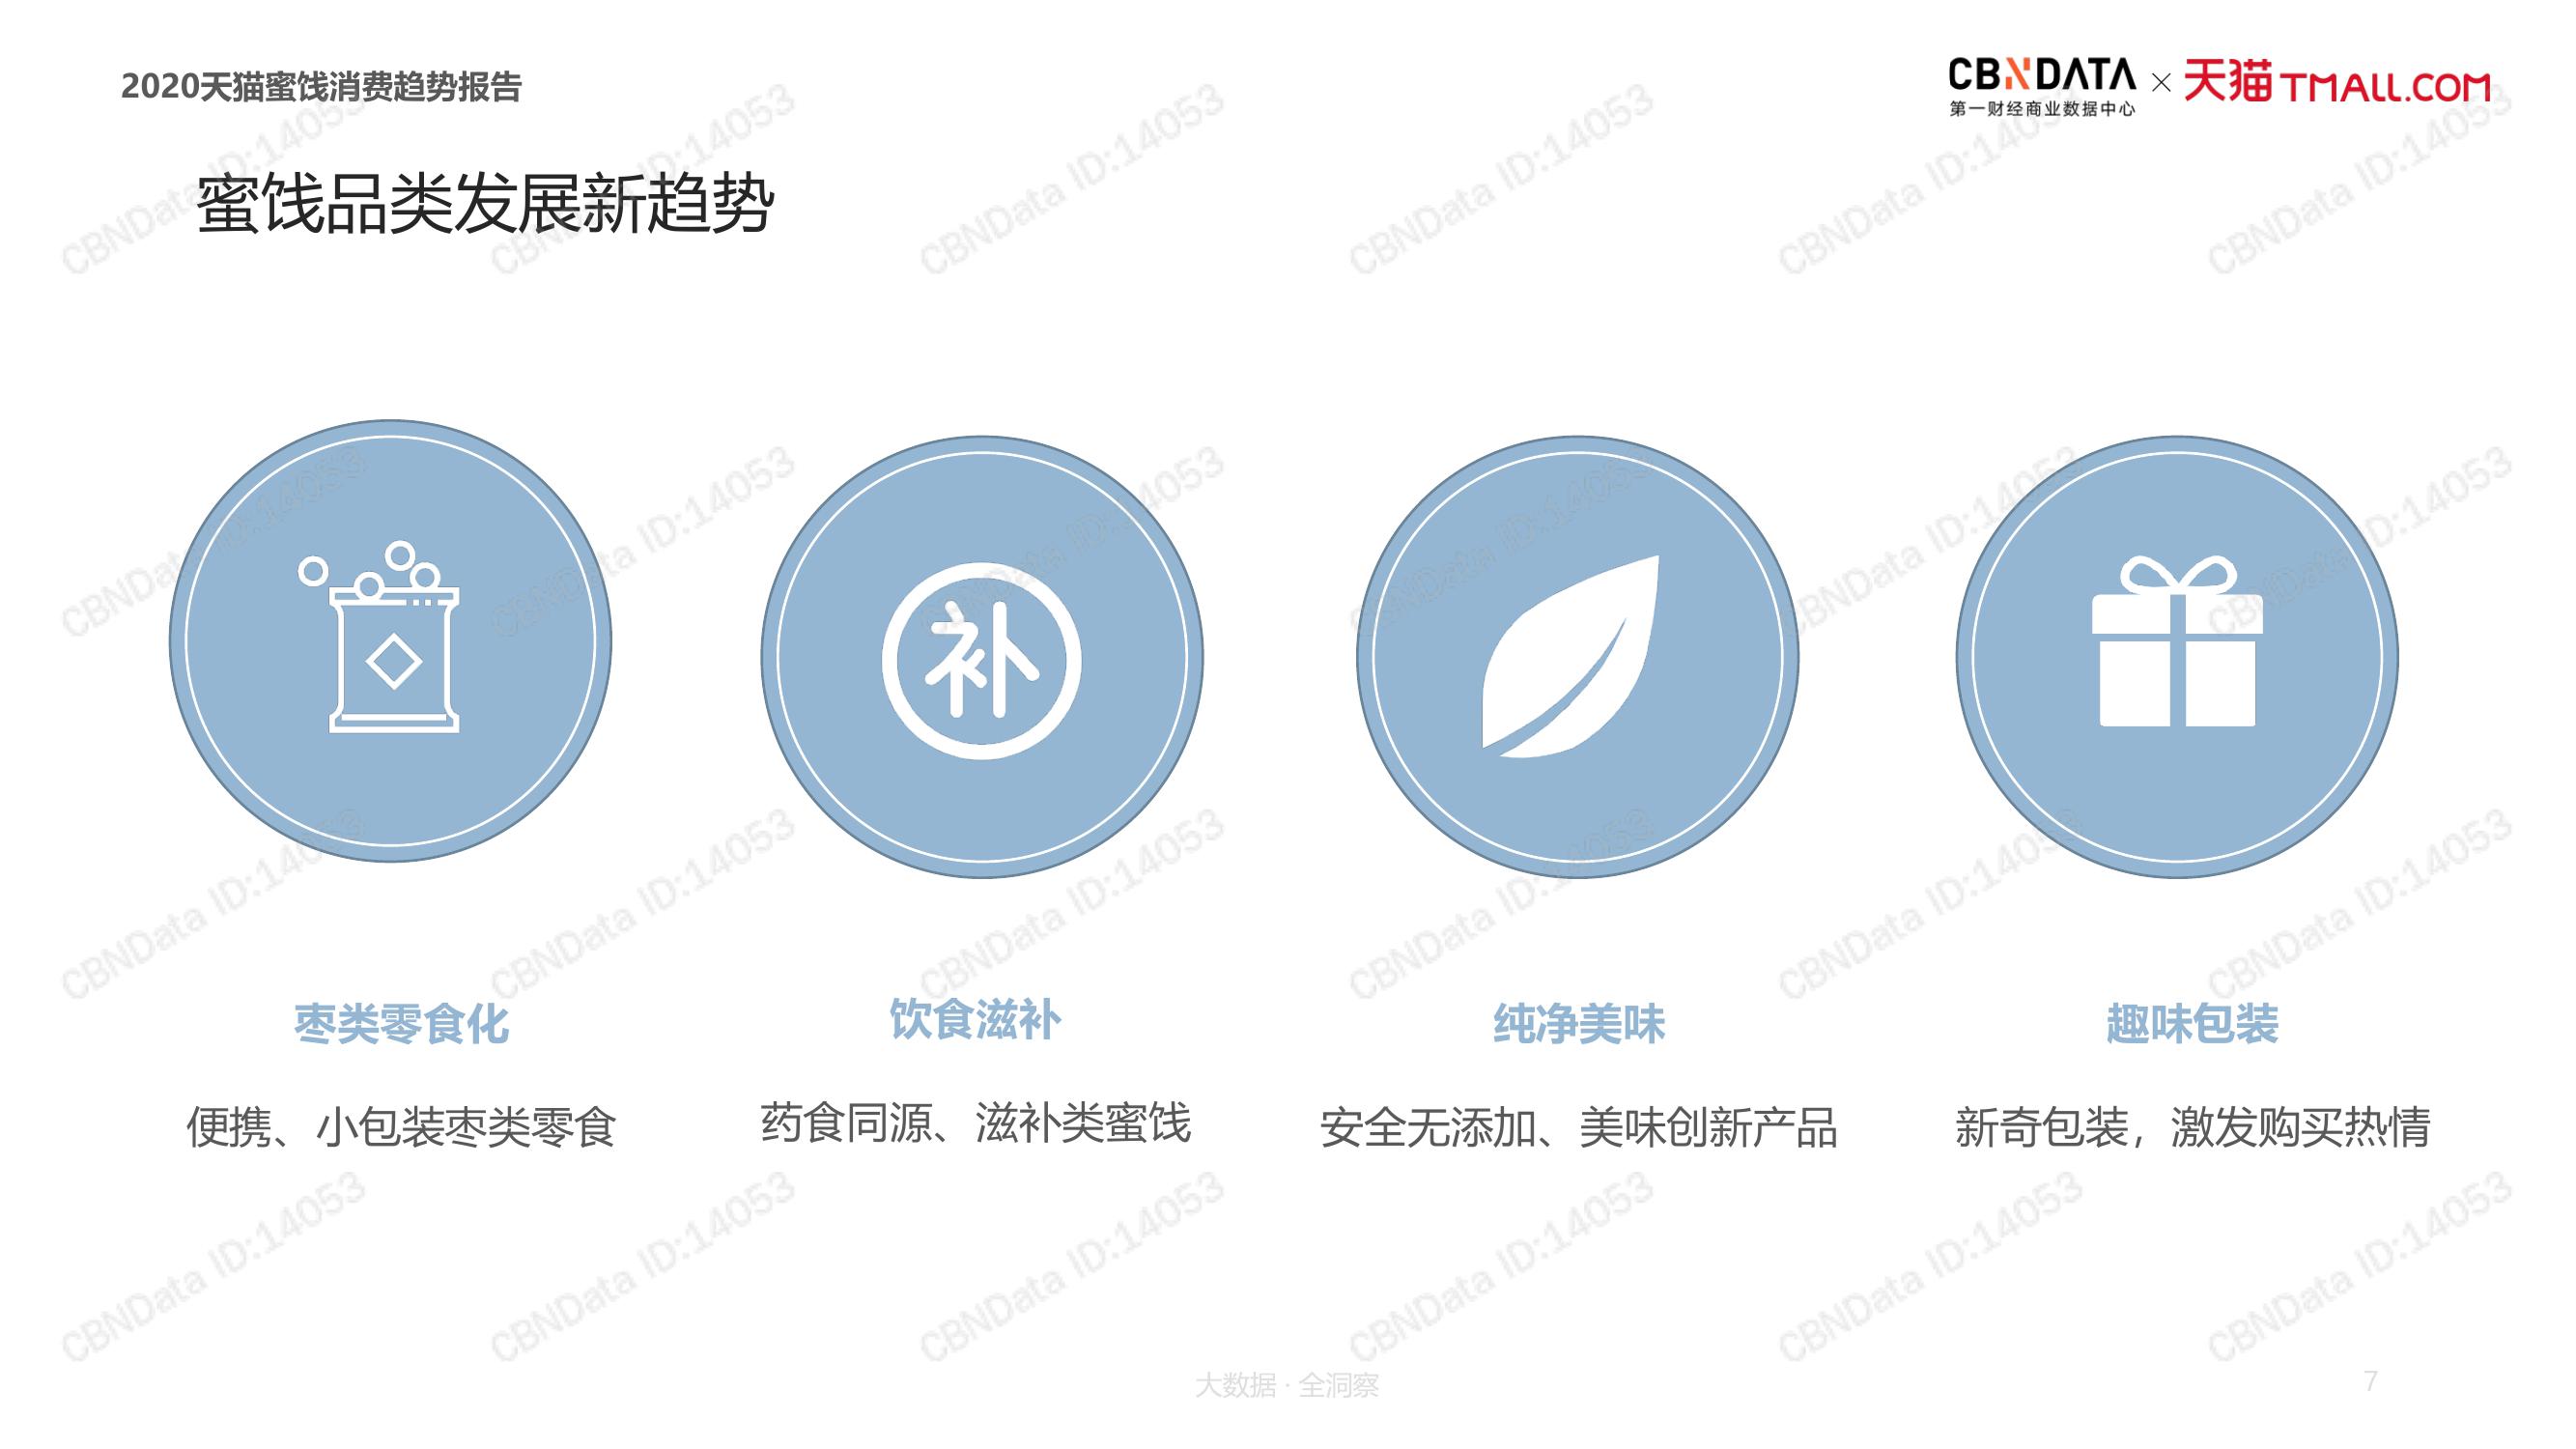 2020天猫蜜饯消费趋势报告
CBNDATA
第一财经商业数据中心
×
天猫 TMALL.COM
蜜饯品类发展新趋势
补
枣类零食化
饮食滋补
纯净美味
趣味包装
便携、小包装枣类零食
药食同源、滋补类蜜饯
安全无添加、美味创新产品
新奇包装，激发购买热情
CBNData ID:14053
大数据 · 全洞察
7